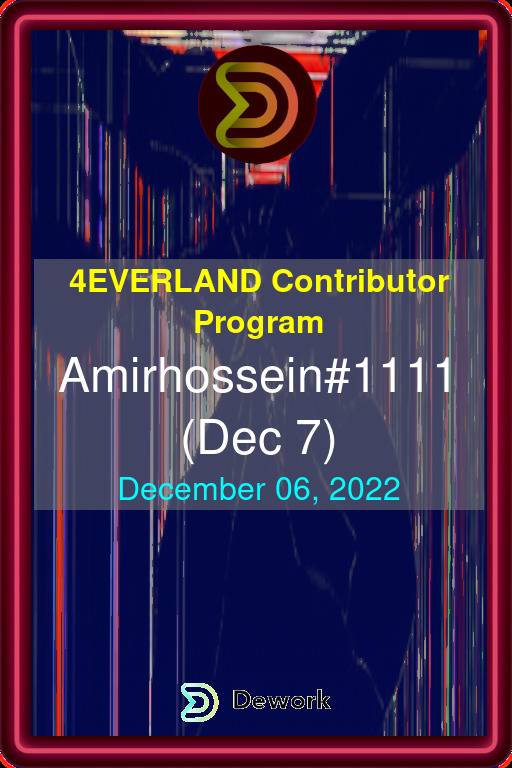 4EVERLAND Contributor
Program
Amirhossein#1111
(Dec 7)
December 06, 2022
Dework